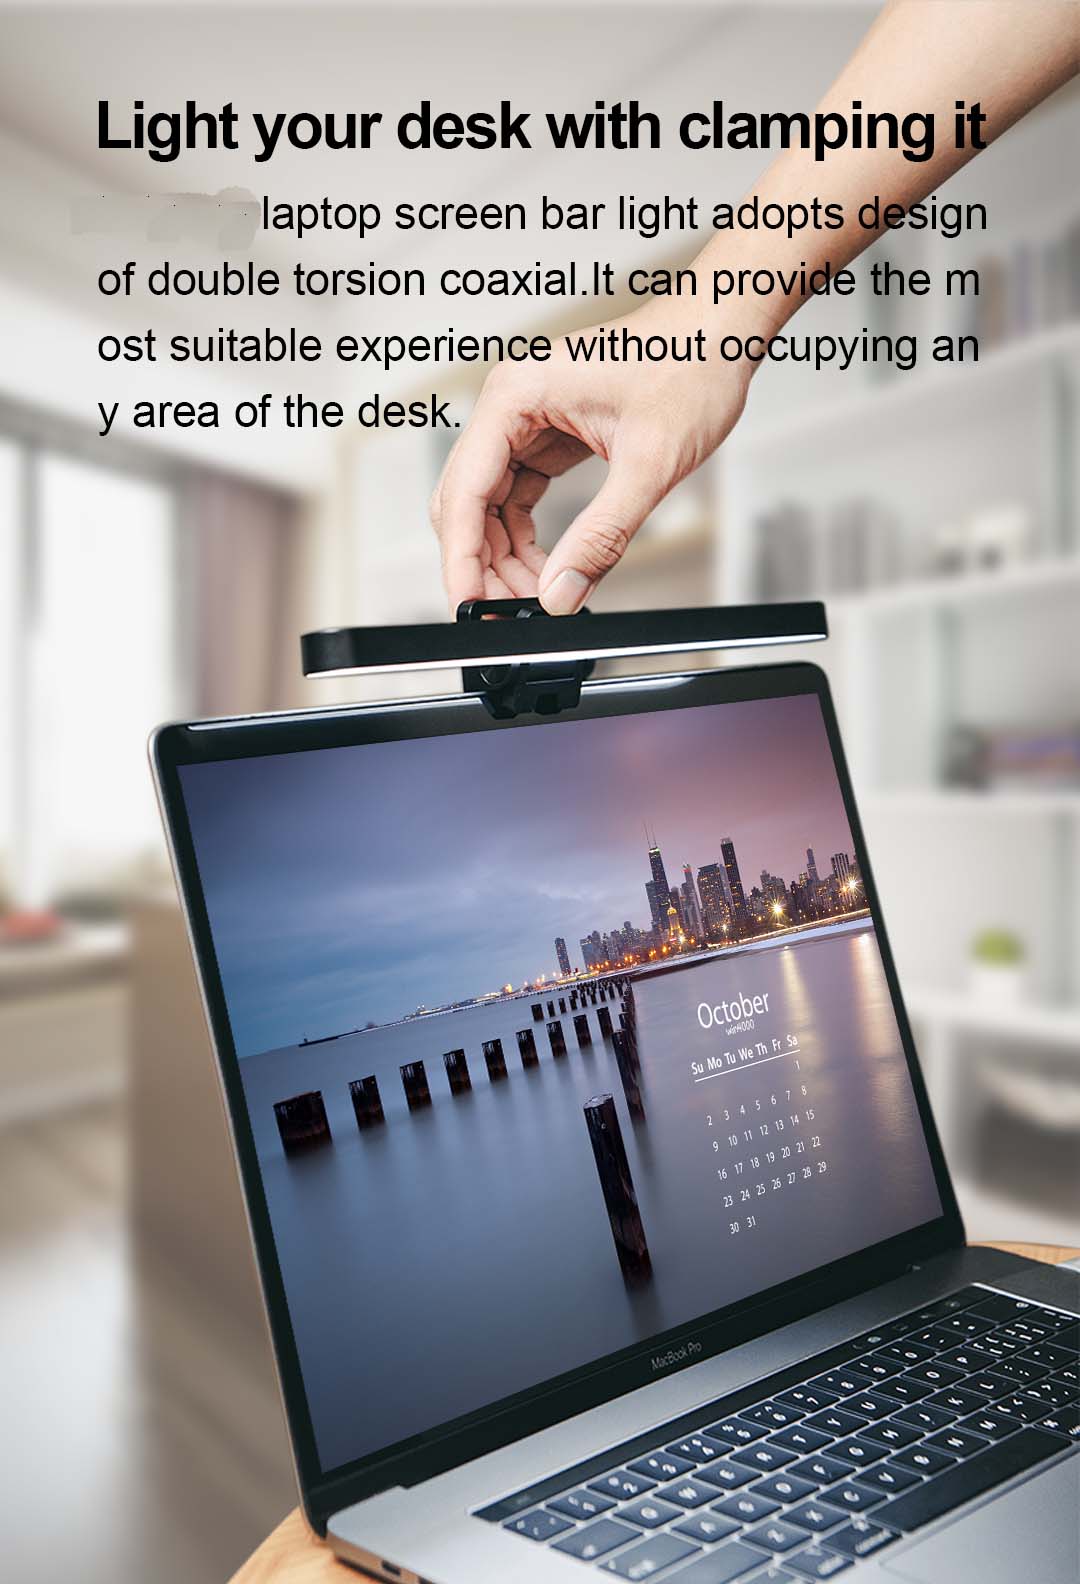 Light your desk with clamping it
laptop screen bar light adopts design
of double torsion coaxial.It can provide the m
ost suitable experience without occupying an
y area of the desk.
October
win4000
Su Mo Tu We Th Fr Sa
1
2 3 4 5 6 7 8
9 10 11 12 13 14 15
16 17 18 19 20 21 22
23 24 25 26 27 28 29
30 31
MacBook Pro